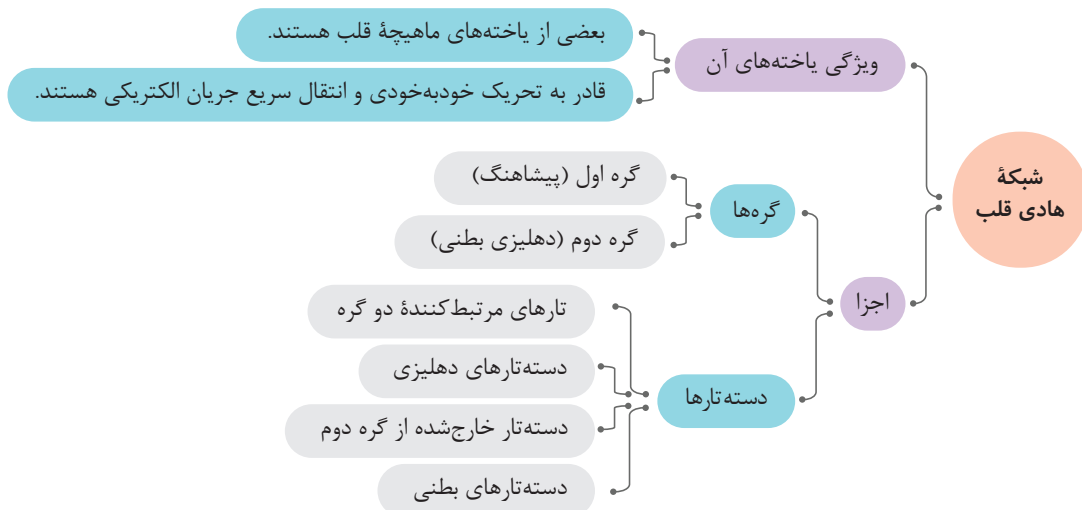 شبکهٔ
هادی قلب
ویژگی یاخته‌های آن
بعضی از یاخته‌های ماهیچهٔ قلب هستند.
قادر به تحریک خودبه‌خودی و انتقال سریع جریان الکتریکی هستند.
اجزا
گره‌ها
گره اول (پیشاهنگ)
گره دوم (دهلیزی بطنی)
دسته‌تارها
تارهای مرتبط‌کنندهٔ دو گره
دسته‌تارهای دهلیزی
دسته‌تار خارج‌شده از گره دوم
دسته‌تارهای بطنی